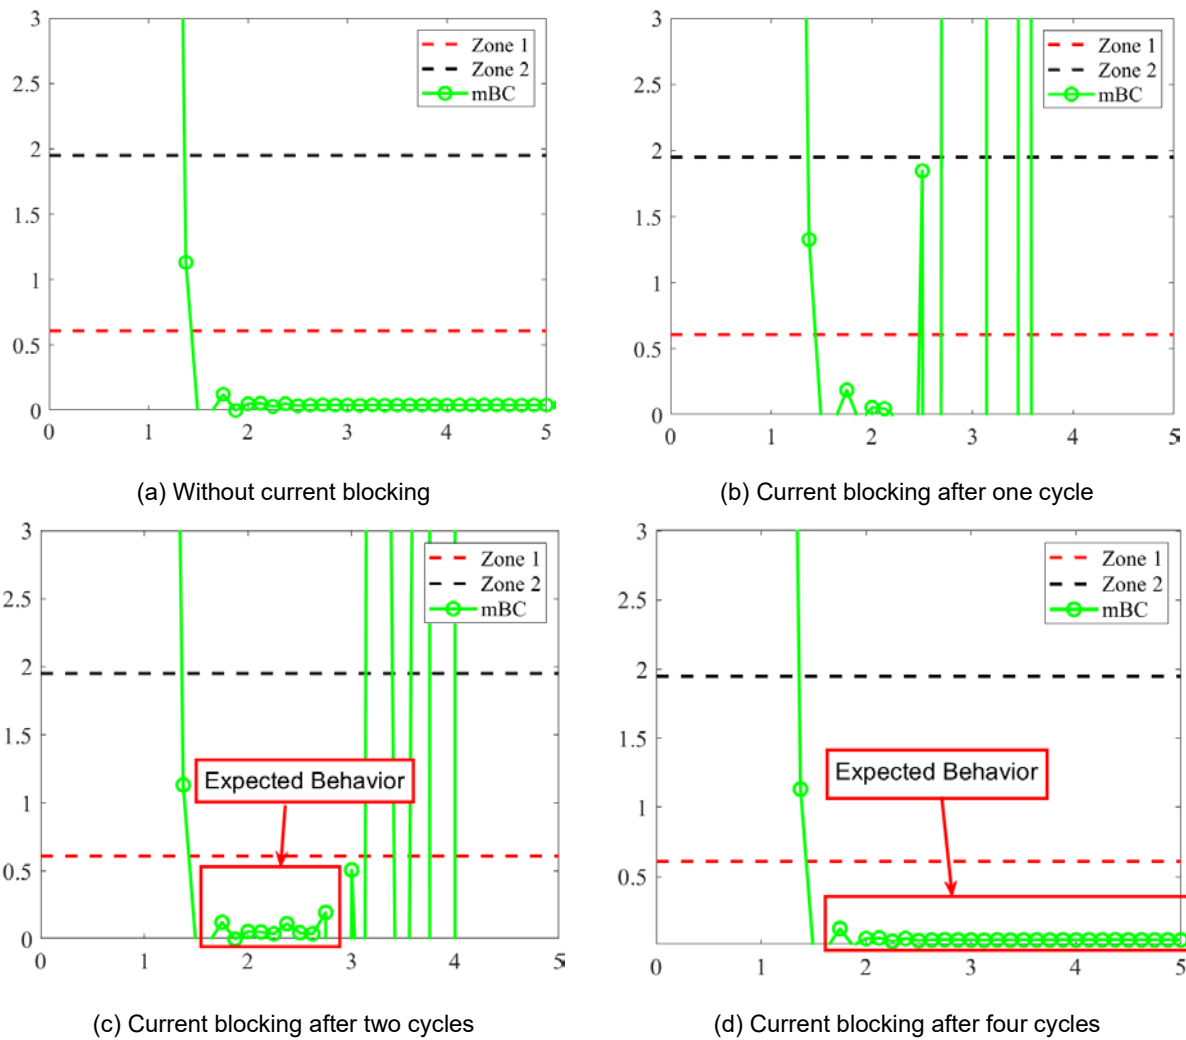 3
2.5
2
1.5
1
0.5
0
0 1 2 3 4 5
Zone 1
Zone 2
mBC
(a) Without current blocking
3
2.5
2
1.5
1
0.5
0
0 1 2 3 4 5
Zone 1
Zone 2
mBC
(b) Current blocking after one cycle
3
2.5
2
1.5
1
0.5
0
0 1 2 3 4 5
Zone 1
Zone 2
mBC
Expected Behavior
(c) Current blocking after two cycles
3
2.5
2
1.5
1
0.5
0 1 2 3 4 5
Zone 1
Zone 2
mBC
Expected Behavior
(d) Current blocking after four cycles